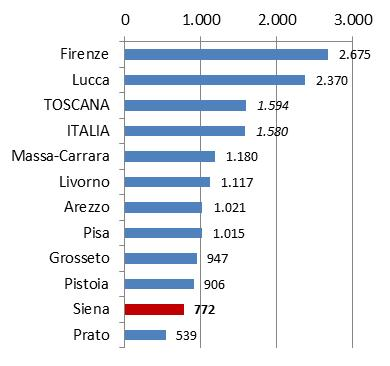 0 1.000 2.000 3.000
Firenze 2.675
Lucca 2.370
TOSCANA 1.594
ITALIA 1.580
Massa-Carrara 1.180
Livorno 1.117
Arezzo 1.021
Pisa 1.015
Grosseto 947
Pistoia 906
Siena 772
Prato 539